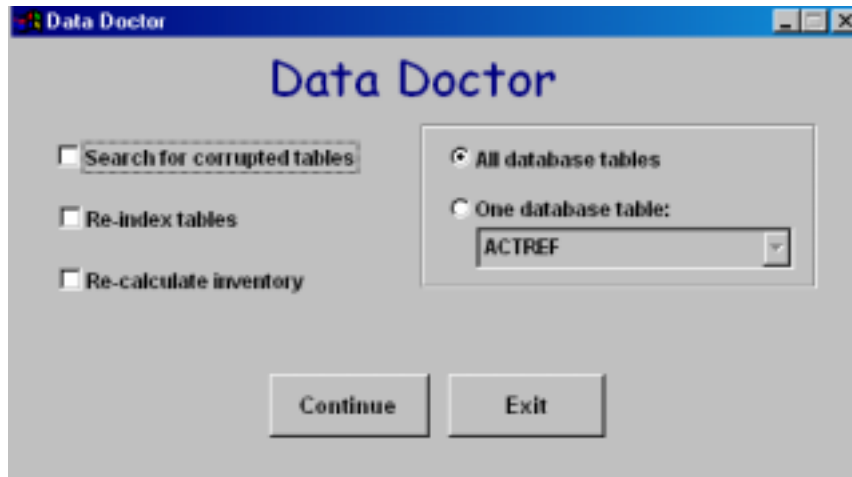 Data Doctor
Data Doctor
Search for corrupted tables
Re-index tables
Re-calculate inventory
All database tables
One database table:
ACTREF
Continue
Exit